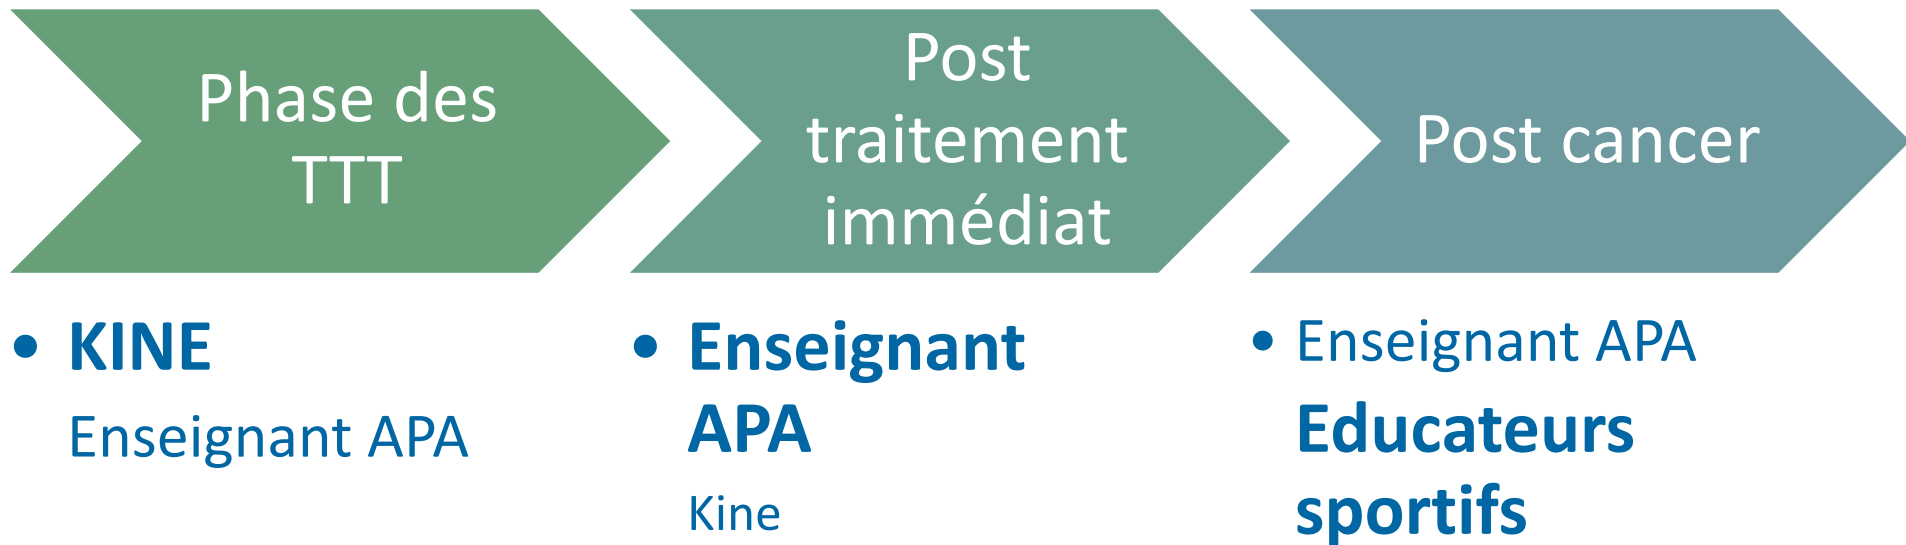 Phase des
TTT
Post
traitement
immédiat
Post cancer
• KINE
Enseignant APA
• Enseignant
APA
Kine
• Enseignant APA
Educateurs
sportifs